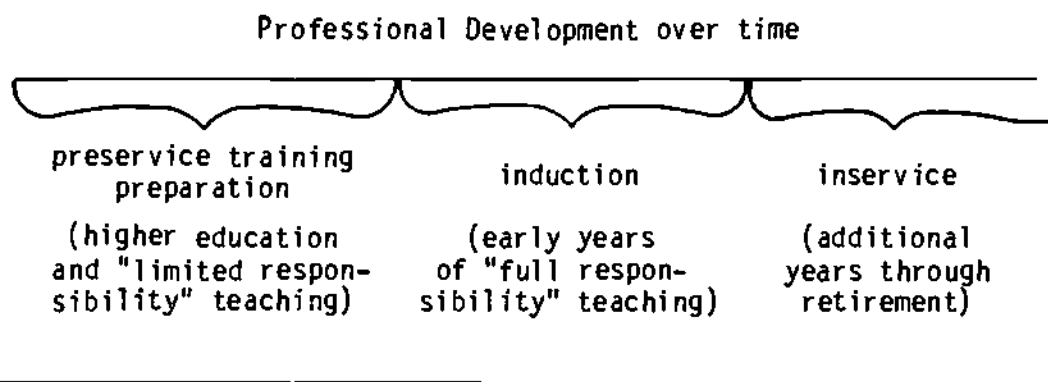 Professional Development over time
preservice training
preparation
(higher education
and "limited respon-
sibility" teaching)
induction
(early years
of "full respon-
sibility" teaching)
inservice
(additional
years through
retirement)